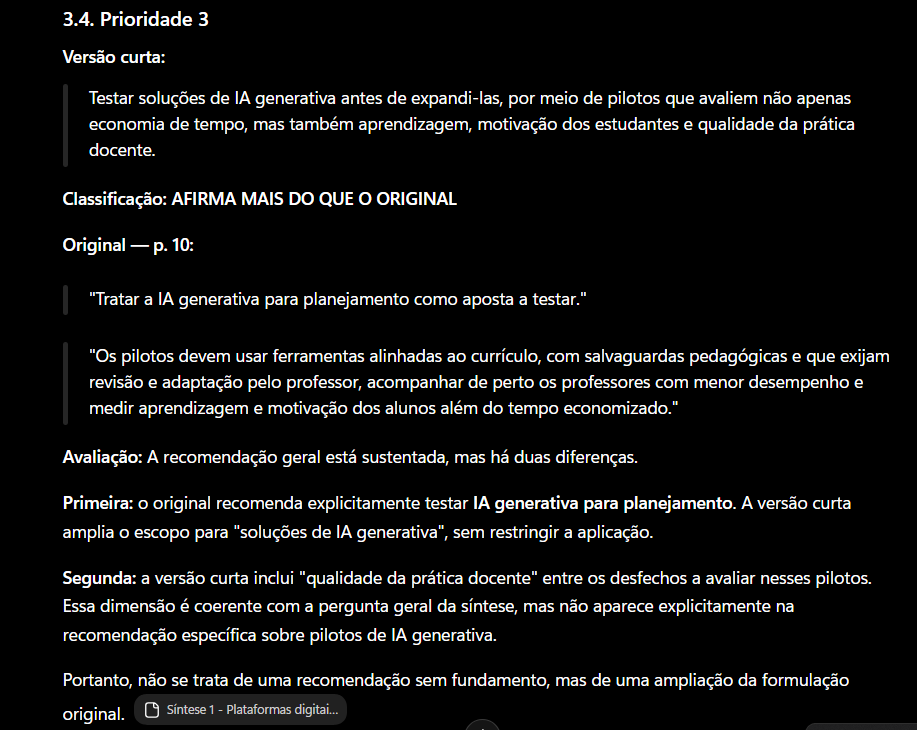 3.4. Prioridade 3
Versão curta:
Testar soluções de IA generativa antes de expandi-las, por meio de pilotos que avaliem não apenas
economia de tempo, mas também aprendizagem, motivação dos estudantes e qualidade da prática
docente.
Classificação: AFIRMA MAIS DO QUE O ORIGINAL
Original — p. 10:
"Tratar a IA generativa para planejamento como aposta a testar."
"Os pilotos devem usar ferramentas alinhadas ao currículo, com salvaguardas pedagógicas e que exijam
revisão e adaptação pelo professor, acompanhar de perto os professores com menor desempenho e
medir aprendizagem e motivação dos alunos além do tempo economizado."
Avaliação: A recomendação geral está sustentada, mas há duas diferenças.
Primeira: o original recomenda explicitamente testar IA generativa para planejamento. A versão curta
amplia o escopo para "soluções de IA generativa", sem restringir a aplicação.
Segunda: a versão curta inclui "qualidade da prática docente" entre os desfechos a avaliar nesses pilotos.
Essa dimensão é coerente com a pergunta geral da síntese, mas não aparece explicitamente na
recomendação específica sobre pilotos de IA generativa.
Portanto, não se trata de uma recomendação sem fundamento, mas de uma ampliação da formulação
original. Síntese 1 - Plataformas digitai...